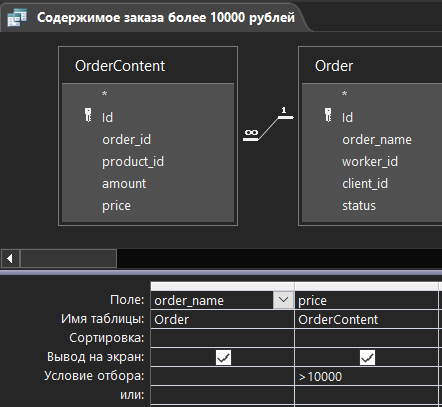 Содержимое заказа более 10000 рублей
OrderContent
*
Id
order_id
product_id
amount
price
∞
1
Order
*
Id
order_name
worker_id
client_id
status
Поле: order_name price
Имя таблицы: Order OrderContent
Сортировка:
Вывод на экран:
Условие отбора: >10000
или: